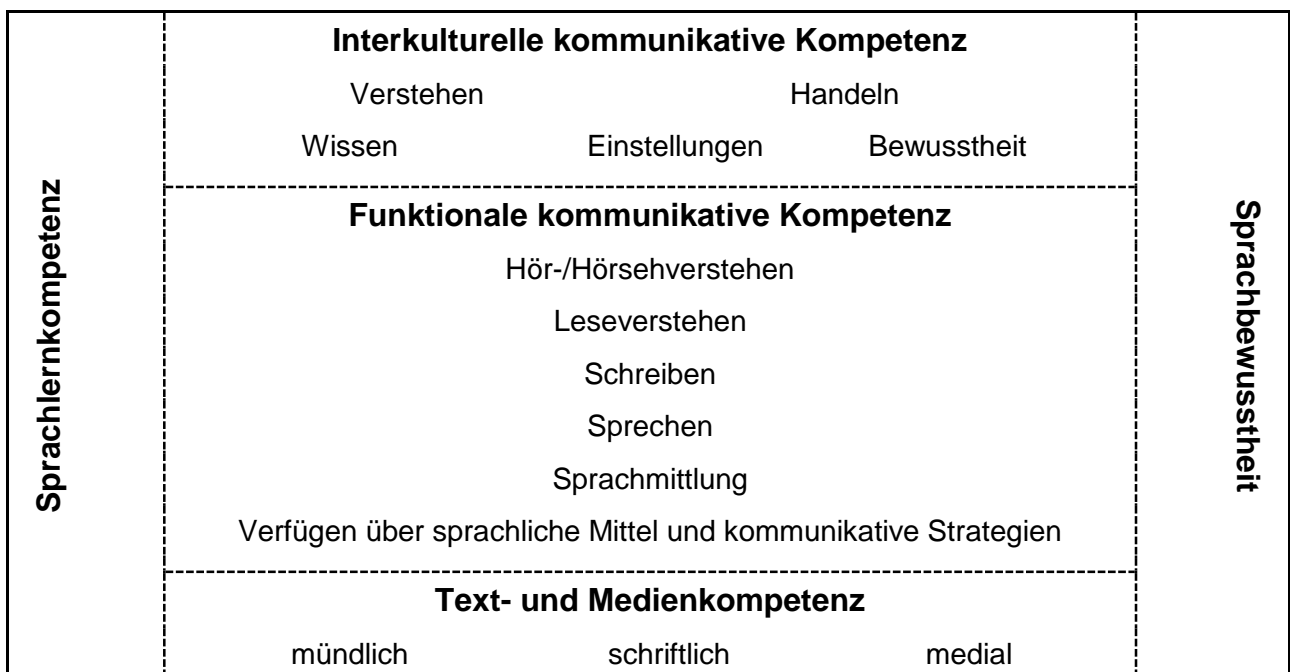 Sprachlernkompetenz
Interkulturelle kommunikative Kompetenz
Verstehen Handeln
Wissen Einstellungen Bewusstheit
Funktionale kommunikative Kompetenz
Hör-/Hörsehverstehen
Leseverstehen
Schreiben
Sprechen
Sprachmittlung
Verfügen über sprachliche Mittel und kommunikative Strategien
Text- und Medienkompetenz
mündlich schriftlich medial
Sprachbewusstheit